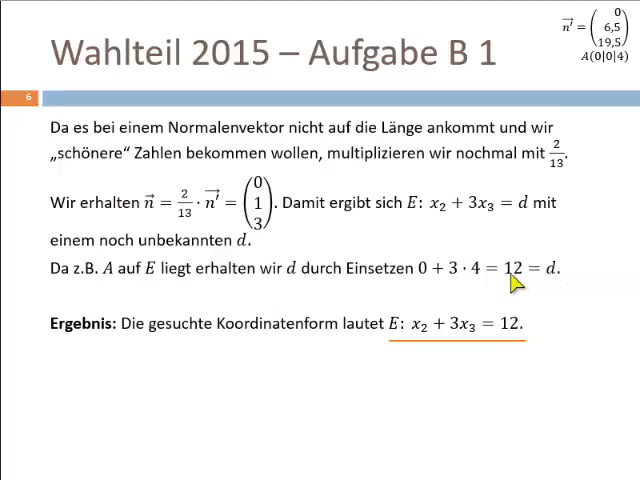 Wahlteil 2015 – Aufgabe B 1
n'⃗ = (0 6,5 19,5)
A(0|0|4)
6
Da es bei einem Normalenvektor nicht auf die Länge ankommt und wir
„schönere“ Zahlen bekommen wollen, multiplizieren wir nochmal mit 2/13.
Wir erhalten n⃗ = 2/13 · n'⃗ = (0 1 3). Damit ergibt sich E: x₂ + 3x₃ = d mit
einem noch unbekannten d.
Da z.B. A auf E liegt erhalten wir d durch Einsetzen 0 + 3 · 4 = 12 = d.
Ergebnis: Die gesuchte Koordinatenform lautet E: x₂ + 3x₃ = 12.